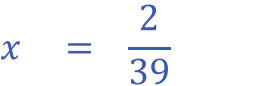 x = 2/39